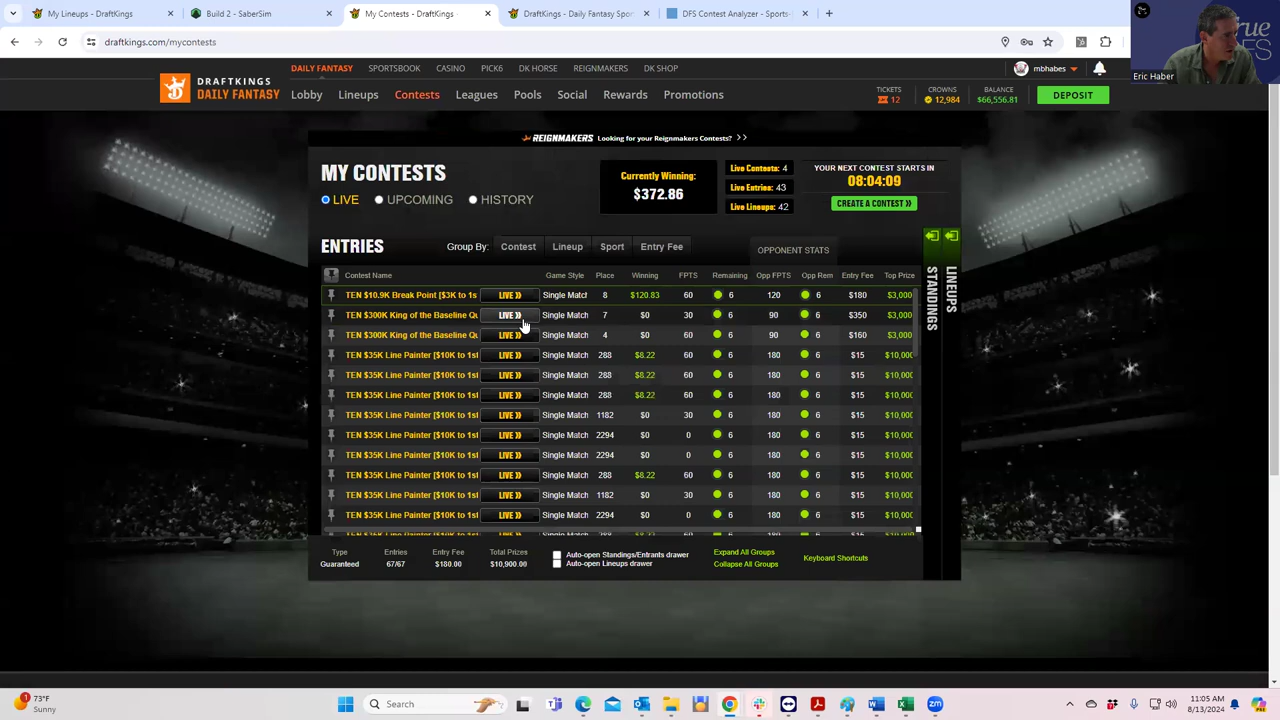 My Lineups - DraftKings
Build 2 - SaberSim
My Contests - DraftKings
DraftKings - Daily Fantasy Spor
DFS Contest Analyzer - Sports-
draftkings.com/mycontests
Eric Haber
DAILY FANTASY SPORTSBOOK CASINO PICK6 DK HORSE REIGNMAKERS DK SHOP
mbhabes
DRAFTKINGS
DAILY FANTASY
Lobby Lineups Contests Leagues Pools Social Rewards Promotions
TICKETS
12
CROWNS
12,984
BALANCE
$66,556.81
DEPOSIT
REIGNMAKERS Looking for your Reignmakers Contests?
MY CONTESTS
LIVE UPCOMING HISTORY
Currently Winning:
$372.86
Live Contests: 4
Live Entries: 43
Live Lineups: 42
YOUR NEXT CONTEST STARTS IN
08:04:09
CREATE A CONTEST
ENTRIES
Group By: Contest Lineup Sport Entry Fee
OPPONENT STATS
Contest Name Game Style Place Winning FPTS Remaining Opp FPTS Opp Rem Entry Fee Top Prize
TEN $10.9K Break Point [$3K to 1s LIVE Single Match 8 $120.83 60 6 120 6 $180 $3,000
TEN $300K King of the Baseline Qu LIVE Single Match 7 $0 30 6 90 6 $350 $3,000
TEN $300K King of the Baseline Qu LIVE Single Match 4 $0 60 6 90 6 $160 $3,000
TEN $35K Line Painter [$10K to 1st LIVE Single Match 288 $8.22 60 6 180 6 $15 $10,000
TEN $35K Line Painter [$10K to 1st LIVE Single Match 288 $8.22 60 6 180 6 $15 $10,000
TEN $35K Line Painter [$10K to 1st LIVE Single Match 288 $8.22 60 6 180 6 $15 $10,000
TEN $35K Line Painter [$10K to 1st LIVE Single Match 1182 $0 30 6 180 6 $15 $10,000
TEN $35K Line Painter [$10K to 1st LIVE Single Match 2294 $0 0 6 180 6 $15 $10,000
TEN $35K Line Painter [$10K to 1st LIVE Single Match 2294 $0 0 6 180 6 $15 $10,000
TEN $35K Line Painter [$10K to 1st LIVE Single Match 288 $8.22 60 6 180 6 $15 $10,000
TEN $35K Line Painter [$10K to 1st LIVE Single Match 1182 $0 30 6 180 6 $15 $10,000
TEN $35K Line Painter [$10K to 1st LIVE Single Match 2294 $0 0 6 180 6 $15 $10,000
STANDINGS
LINEUPS
Type Entries Entry Fee Total Prizes
Guaranteed 67/67 $180.00 $10,900.00
Auto-open Standings/Entrants drawer
Auto-open Lineups drawer
Expand All Groups
Collapse All Groups
Keyboard Shortcuts
73°F
Sunny
Search
11:05 AM
8/13/2024